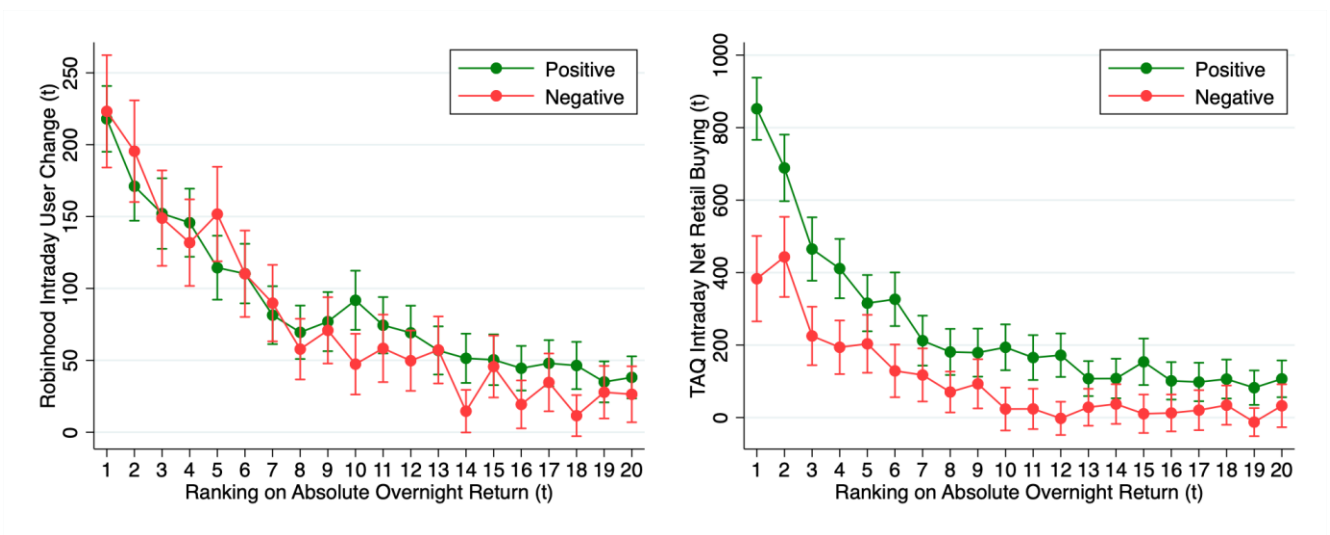 Robinhood Intraday User Change (t)
250
200
150
100
50
0
Positive
Negative
1 2 3 4 5 6 7 8 9 10 11 12 13 14 15 16 17 18 19 20
Ranking on Absolute Overnight Return (t)
TAQ Intraday Net Retail Buying (t)
1000
800
600
400
200
0
Positive
Negative
1 2 3 4 5 6 7 8 9 10 11 12 13 14 15 16 17 18 19 20
Ranking on Absolute Overnight Return (t)